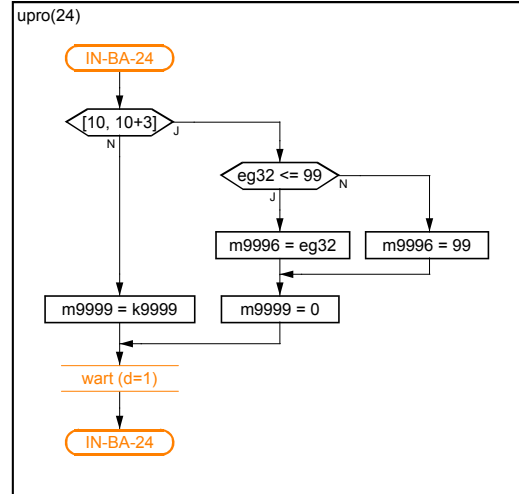 upro(24)
IN-BA-24
[10, 10+3]
J
N
eg32 <= 99
N
J
m9996 = eg32
m9996 = 99
m9999 = k9999
m9999 = 0
wart (d=1)
IN-BA-24